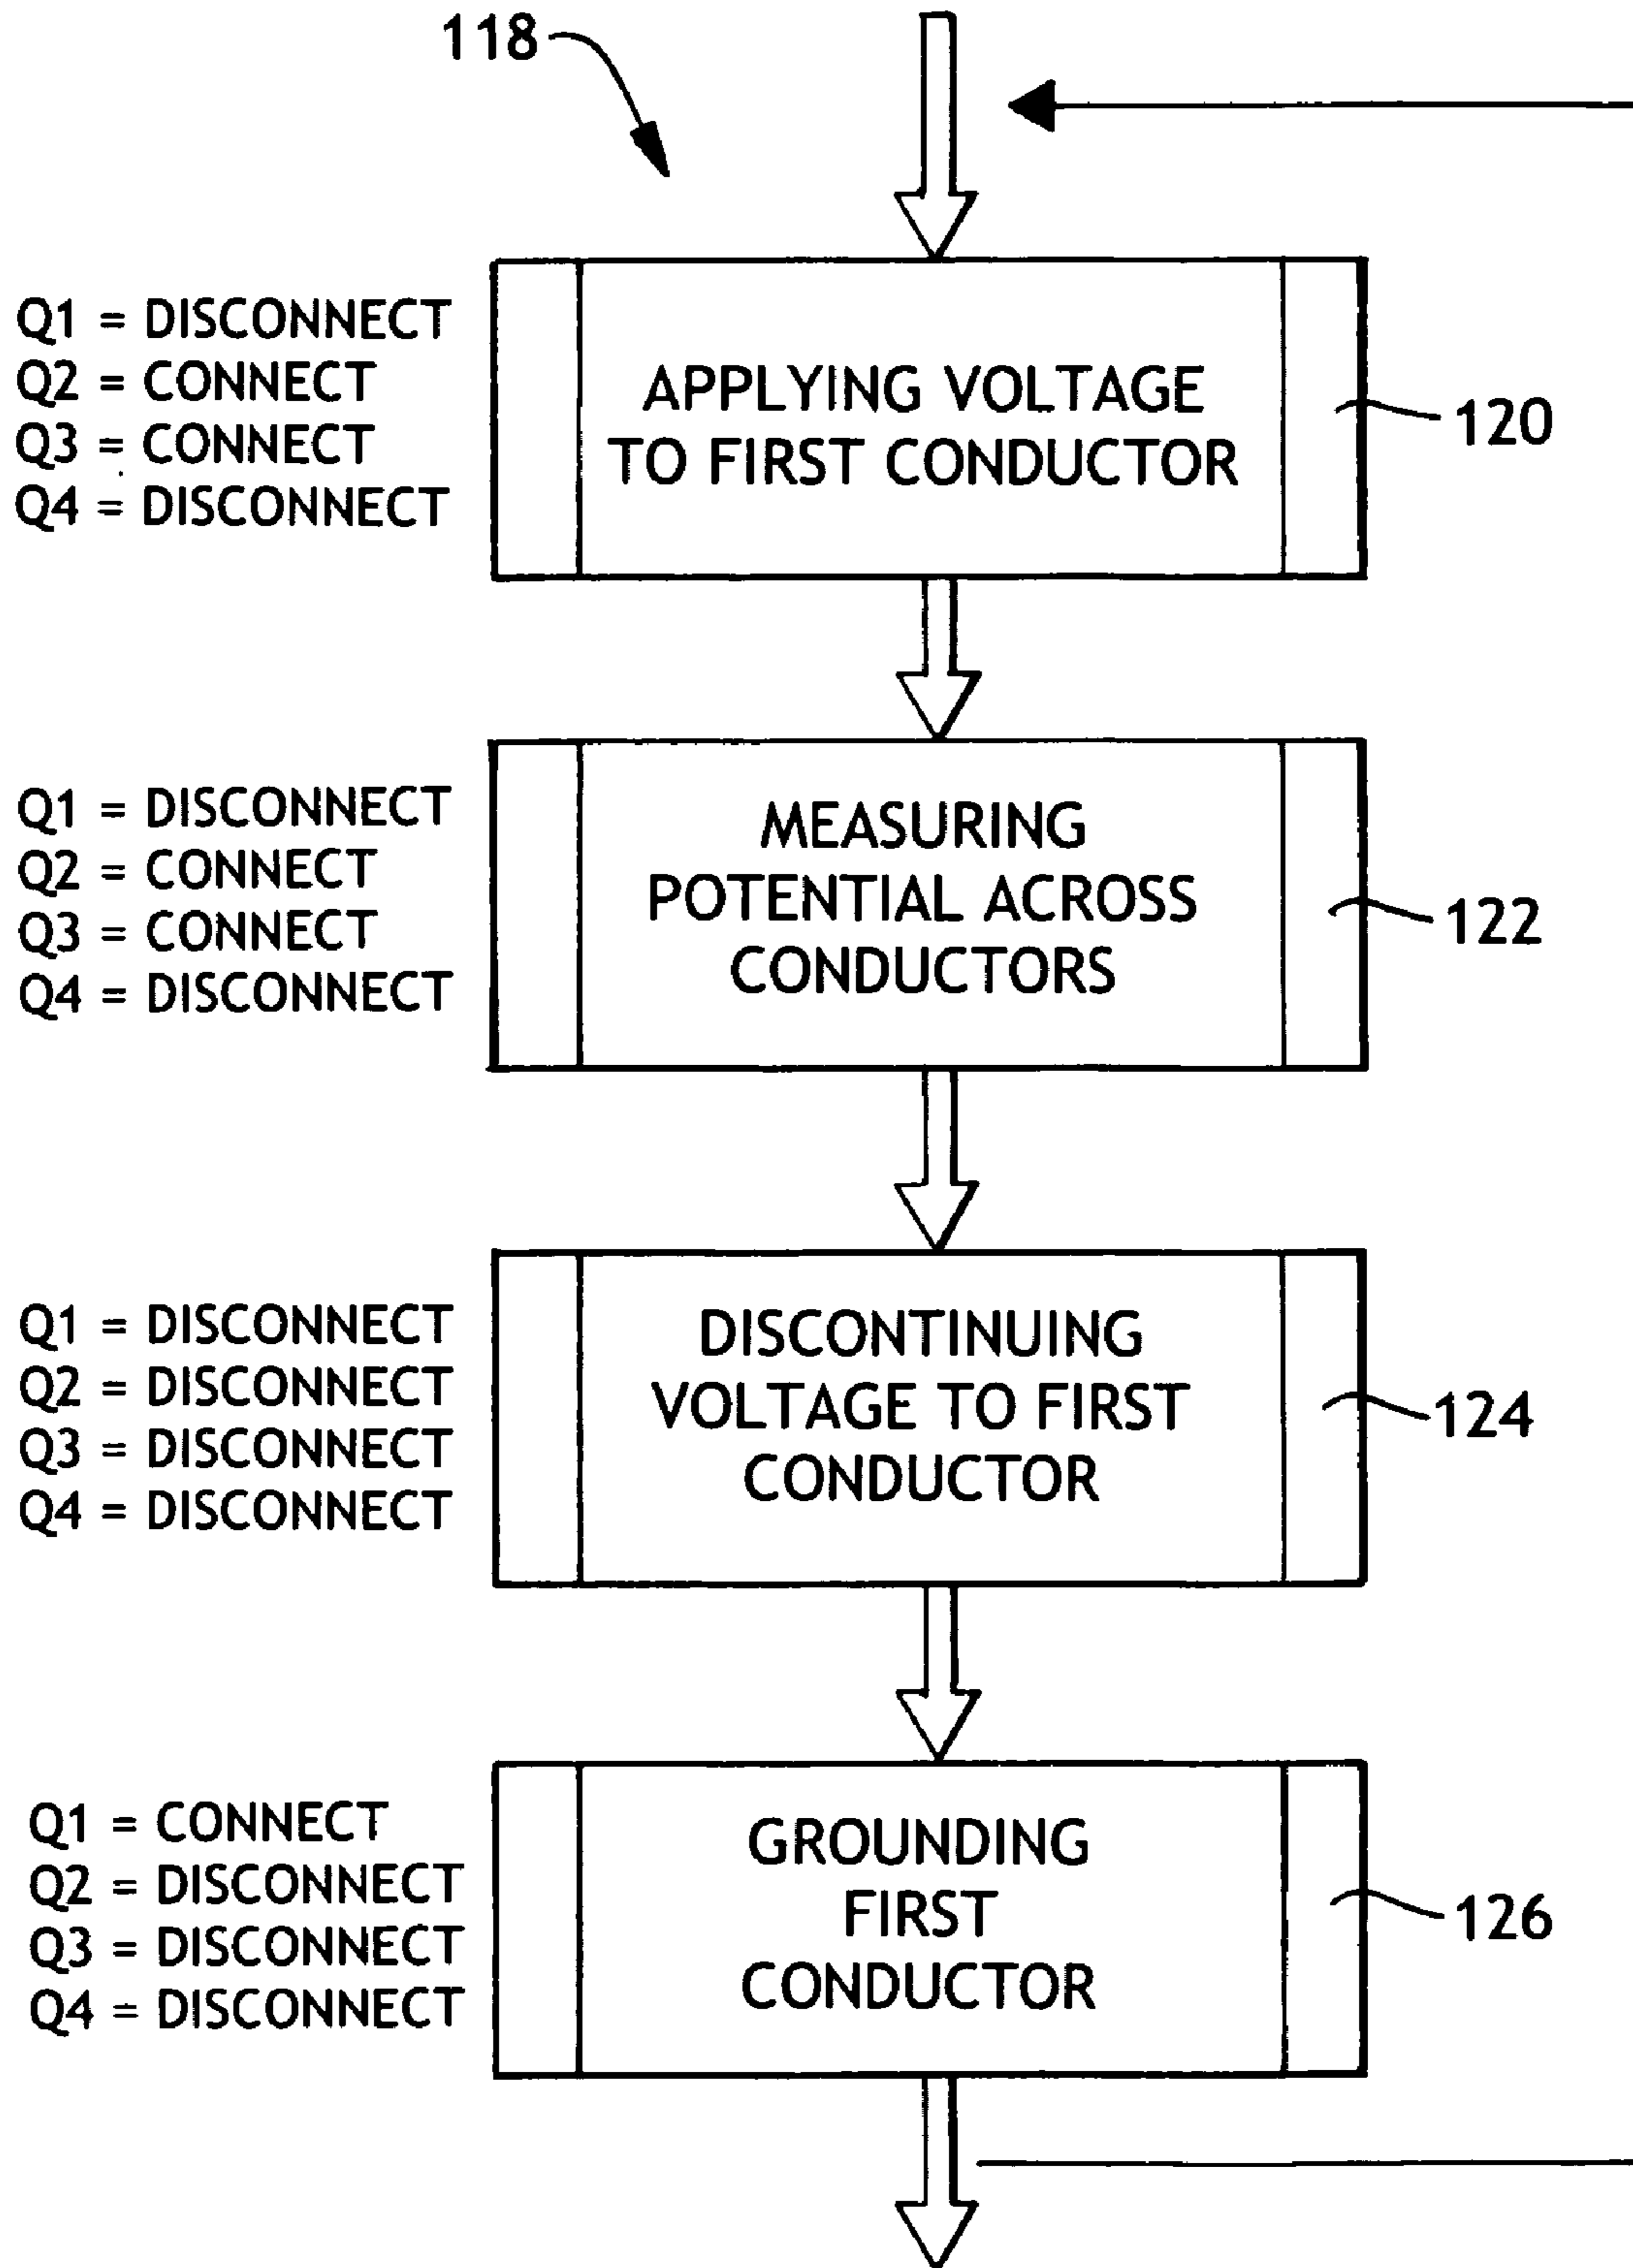 118
Q1 = DISCONNECT
Q2 = CONNECT
Q3 = CONNECT
Q4 = DISCONNECT
APPLYING VOLTAGE
TO FIRST CONDUCTOR
120
Q1 = DISCONNECT
Q2 = CONNECT
Q3 = CONNECT
Q4 = DISCONNECT
MEASURING
POTENTIAL ACROSS
CONDUCTORS
122
Q1 = DISCONNECT
Q2 = DISCONNECT
Q3 = DISCONNECT
Q4 = DISCONNECT
DISCONTINUING
VOLTAGE TO FIRST
CONDUCTOR
124
Q1 = CONNECT
Q2 = DISCONNECT
Q3 = DISCONNECT
Q4 = DISCONNECT
GROUNDING
FIRST
CONDUCTOR
126